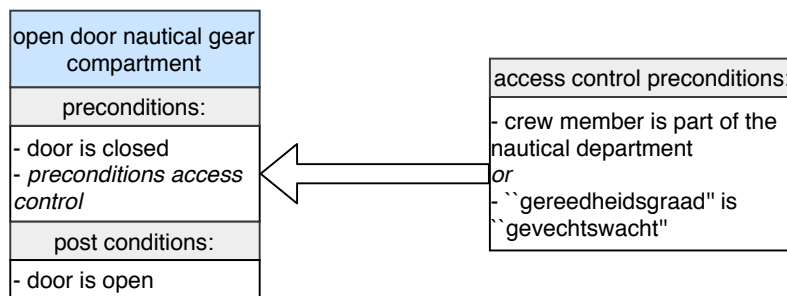 open door nautical gear
compartment
preconditions:
- door is closed
- preconditions access
control
post conditions:
- door is open
access control preconditions:
- crew member is part of the
nautical department
or
- ``gereedheidsgraad" is
``gevechtswacht"